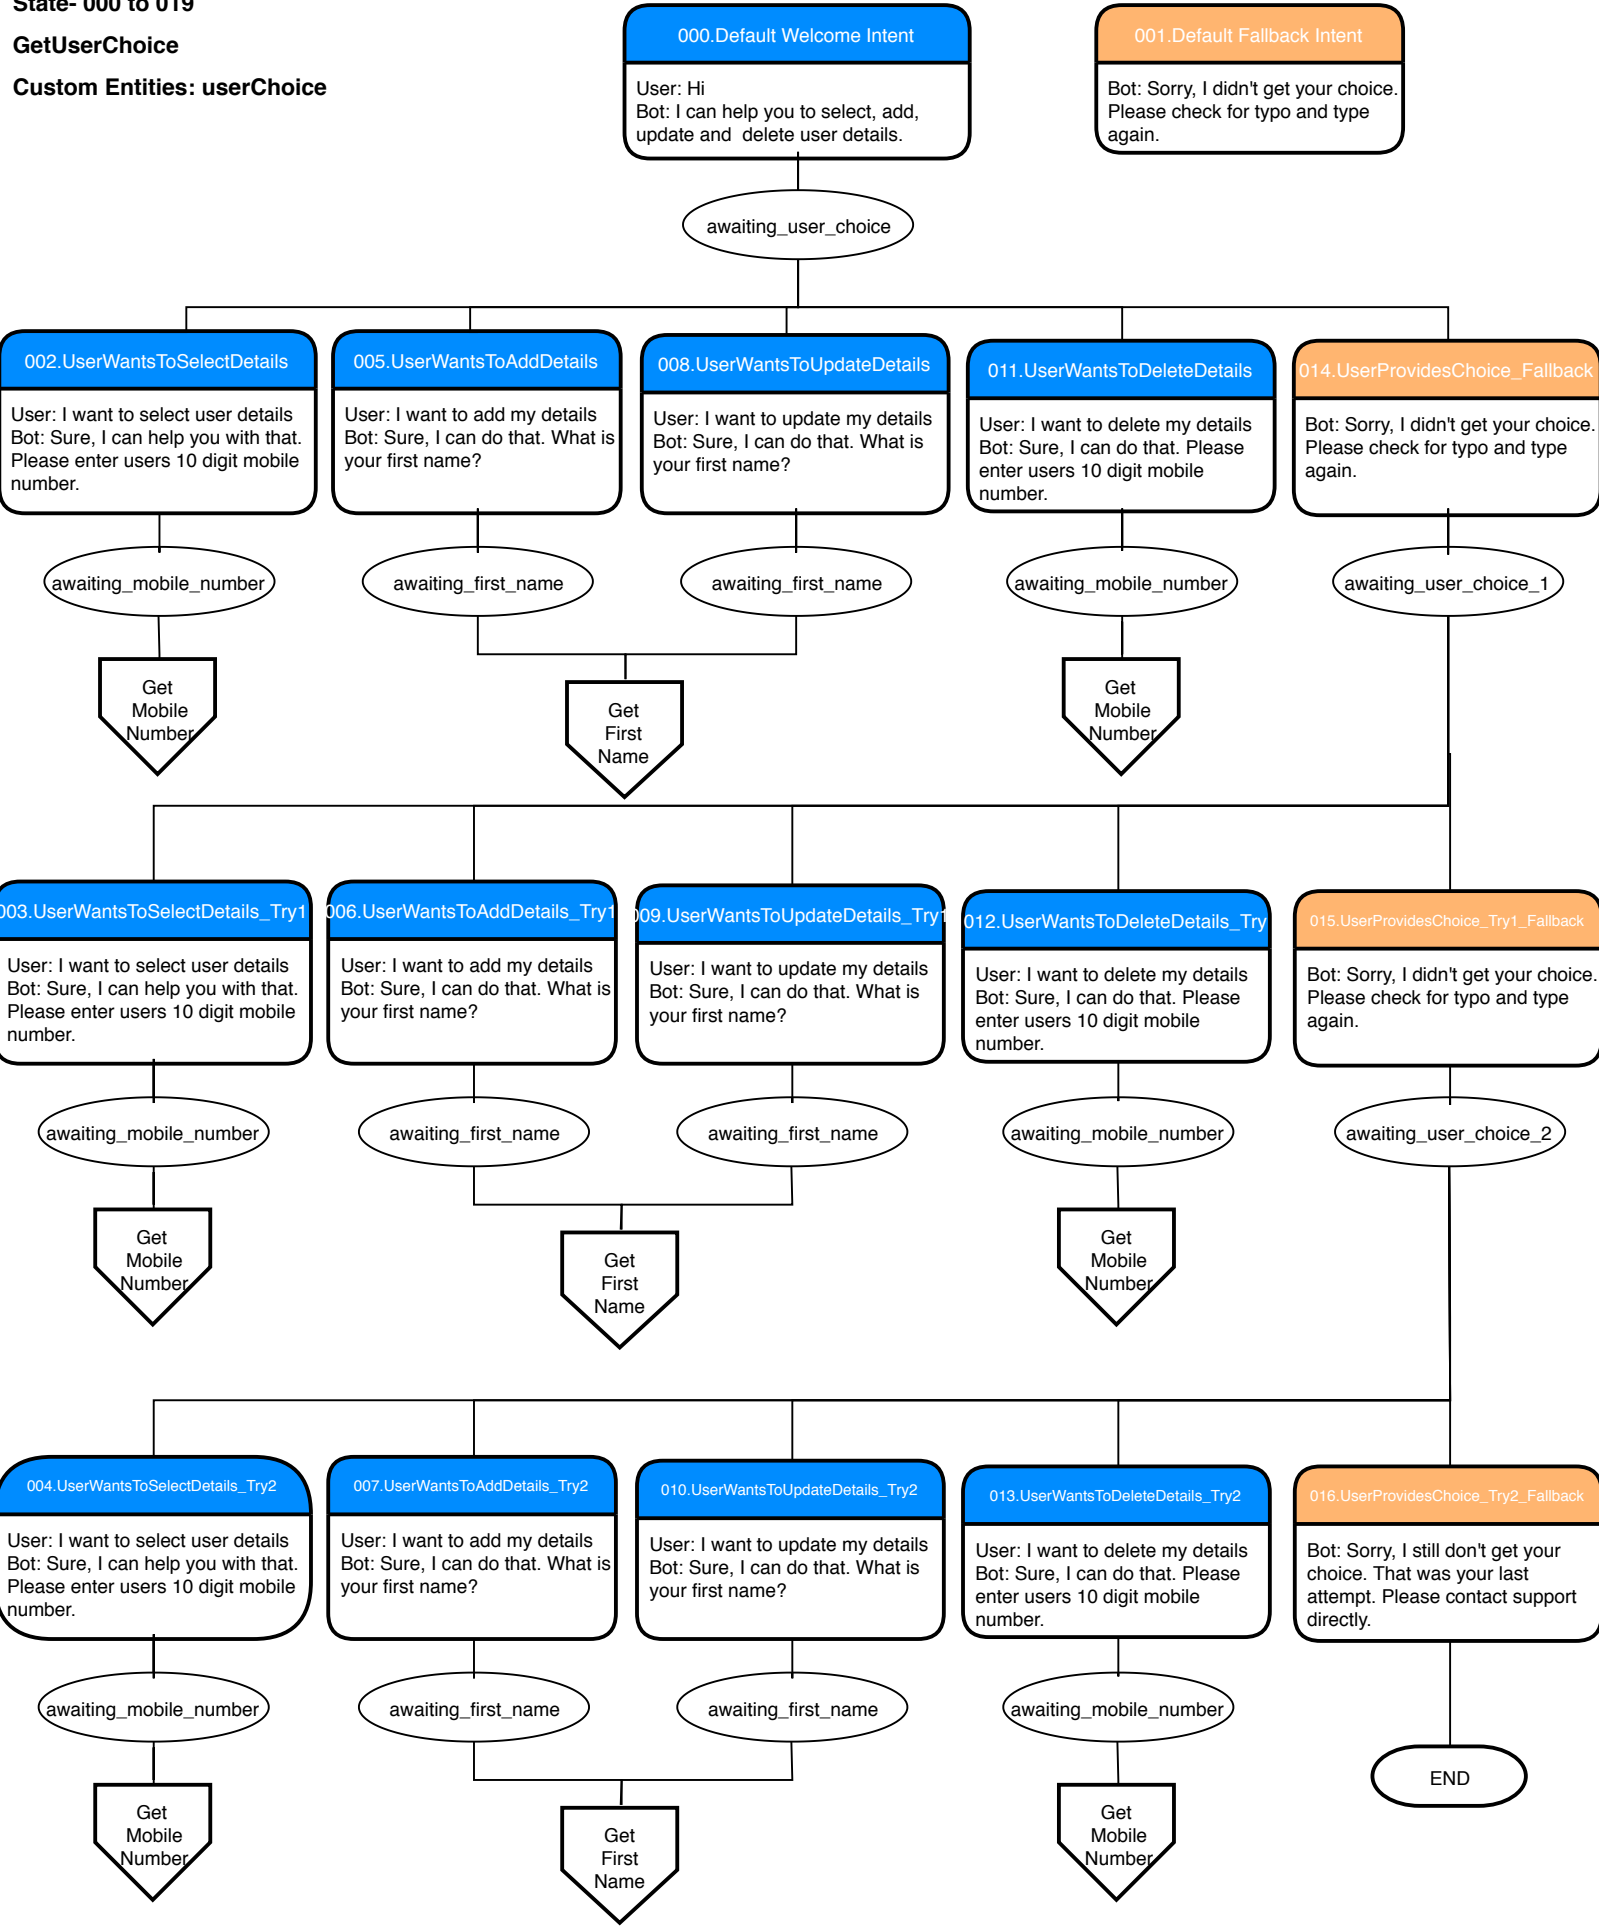 State- 000 to 019
GetUserChoice
Custom Entities: userChoice
000.Default Welcome Intent
User: Hi
Bot: I can help you to select, add,
update and delete user details.
001.Default Fallback Intent
Bot: Sorry, I didn't get your choice.
Please check for typo and type
again.
awaiting_user_choice
002.UserWantsToSelectDetails
User: I want to select user details
Bot: Sure, I can help you with that.
Please enter users 10 digit mobile
number.
005.UserWantsToAddDetails
User: I want to add my details
Bot: Sure, I can do that. What is
your first name?
008.UserWantsToUpdateDetails
User: I want to update my details
Bot: Sure, I can do that. What is
your first name?
011.UserWantsToDeleteDetails
User: I want to delete my details
Bot: Sure, I can do that. Please
enter users 10 digit mobile
number.
014.UserProvidesChoice_Fallback
Bot: Sorry, I didn't get your choice.
Please check for typo and type
again.
awaiting_mobile_number
awaiting_first_name
awaiting_first_name
awaiting_mobile_number
awaiting_user_choice_1
Get
Mobile
Number
Get
First
Name
Get
Mobile
Number
003.UserWantsToSelectDetails_Try1
User: I want to select user details
Bot: Sure, I can help you with that.
Please enter users 10 digit mobile
number.
006.UserWantsToAddDetails_Try1
User: I want to add my details
Bot: Sure, I can do that. What is
your first name?
009.UserWantsToUpdateDetails_Try1
User: I want to update my details
Bot: Sure, I can do that. What is
your first name?
012.UserWantsToDeleteDetails_Try
User: I want to delete my details
Bot: Sure, I can do that. Please
enter users 10 digit mobile
number.
015.UserProvidesChoice_Try1_Fallback
Bot: Sorry, I didn't get your choice.
Please check for typo and type
again.
awaiting_mobile_number
awaiting_first_name
awaiting_first_name
awaiting_mobile_number
awaiting_user_choice_2
Get
Mobile
Number
Get
First
Name
Get
Mobile
Number
004.UserWantsToSelectDetails_Try2
User: I want to select user details
Bot: Sure, I can help you with that.
Please enter users 10 digit mobile
number.
007.UserWantsToAddDetails_Try2
User: I want to add my details
Bot: Sure, I can do that. What is
your first name?
010.UserWantsToUpdateDetails_Try2
User: I want to update my details
Bot: Sure, I can do that. What is
your first name?
013.UserWantsToDeleteDetails_Try2
User: I want to delete my details
Bot: Sure, I can do that. Please
enter users 10 digit mobile
number.
016.UserProvidesChoice_Try2_Fallback
Bot: Sorry, I still don't get your
choice. That was your last
attempt. Please contact support
directly.
awaiting_mobile_number
awaiting_first_name
awaiting_first_name
awaiting_mobile_number
END
Get
Mobile
Number
Get
First
Name
Get
Mobile
Number